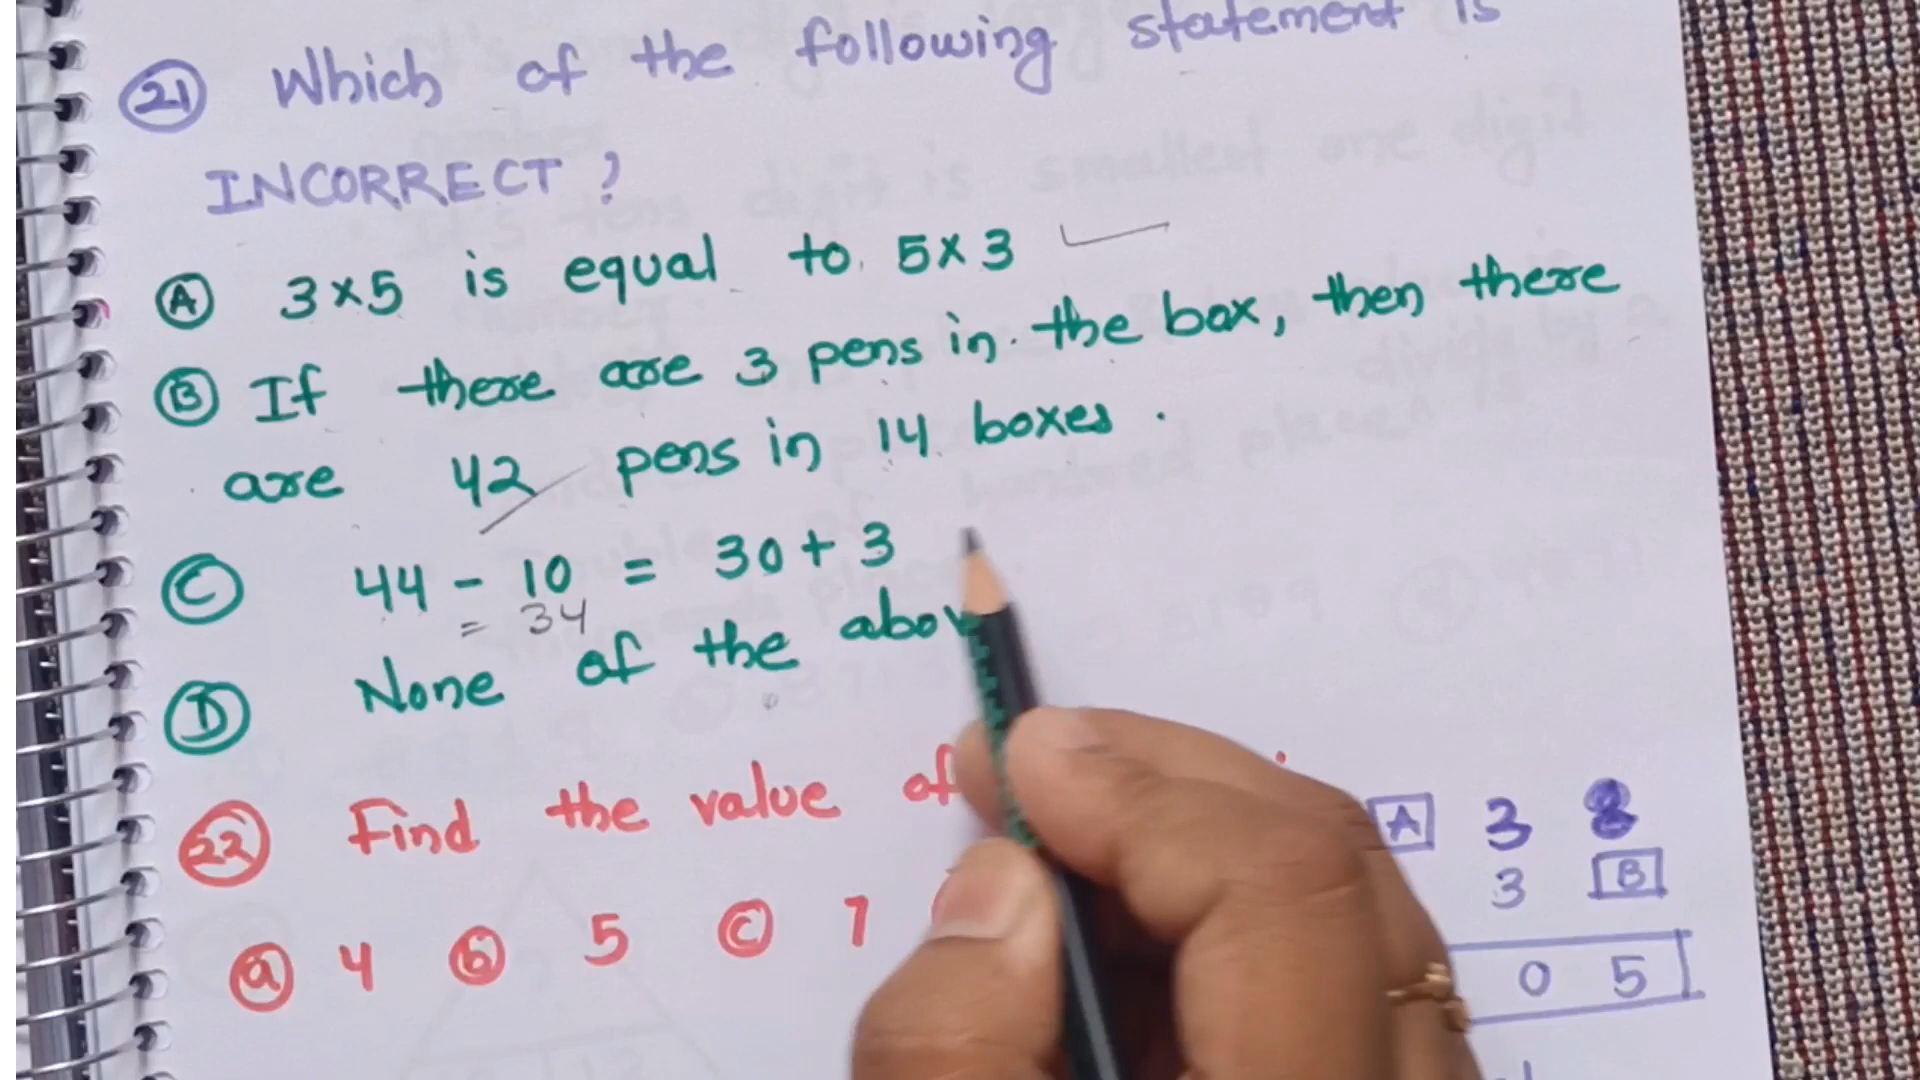 21 Which of the following statement is
INCORRECT ?
A 3 × 5 is equal to 5 × 3
B If there are 3 pens in the box, then there
are 42 pens in 14 boxes.
C 44 - 10 = 30 + 3
= 34
D None of the
22 Find the value of
A 3
3 B
a 4 b 5 c 7
0 5